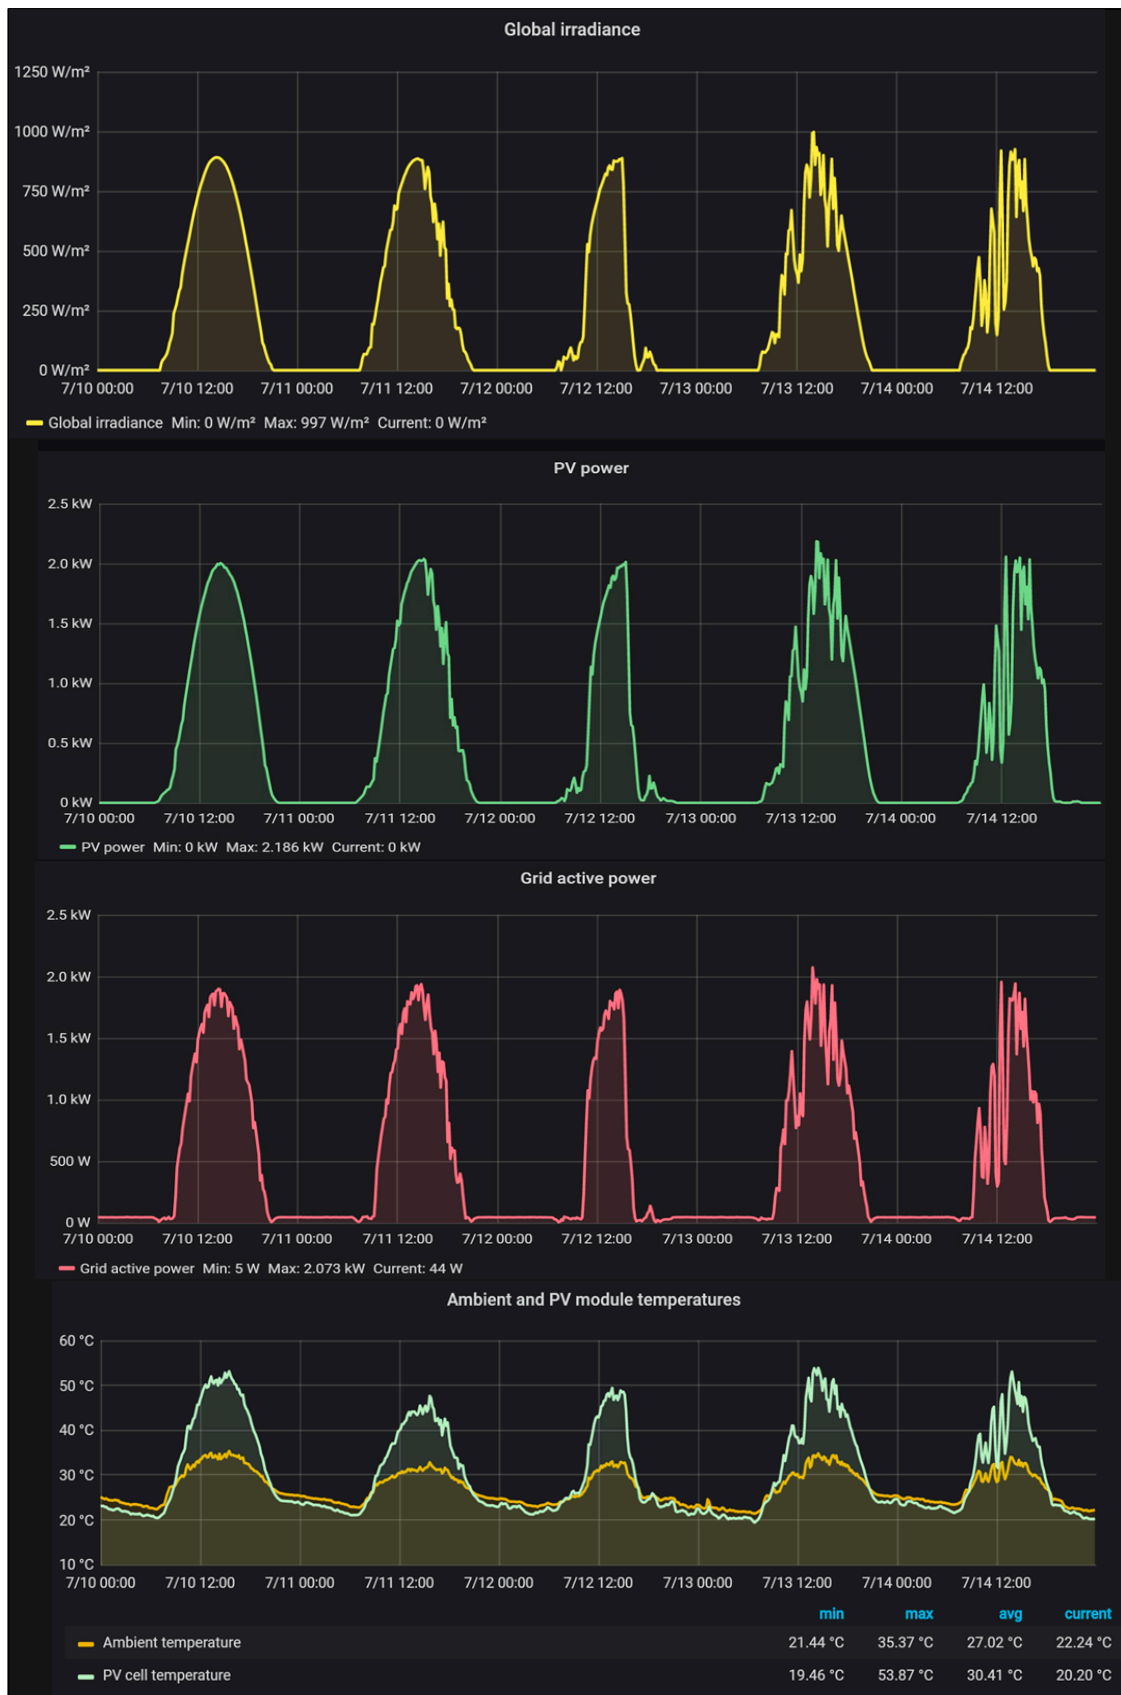 Global irradiance
1250 W/m²
1000 W/m²
750 W/m²
500 W/m²
250 W/m²
0 W/m²
7/10 00:00 7/10 12:00 7/11 00:00 7/11 12:00 7/12 00:00 7/12 12:00 7/13 00:00 7/13 12:00 7/14 00:00 7/14 12:00
Global irradiance Min: 0 W/m² Max: 997 W/m² Current: 0 W/m²
PV power
2.5 kW
2.0 kW
1.5 kW
1.0 kW
0.5 kW
0 kW
7/10 00:00 7/10 12:00 7/11 00:00 7/11 12:00 7/12 00:00 7/12 12:00 7/13 00:00 7/13 12:00 7/14 00:00 7/14 12:00
PV power Min: 0 kW Max: 2.186 kW Current: 0 kW
Grid active power
2.5 kW
2.0 kW
1.5 kW
1.0 kW
500 W
0 W
7/10 00:00 7/10 12:00 7/11 00:00 7/11 12:00 7/12 00:00 7/12 12:00 7/13 00:00 7/13 12:00 7/14 00:00 7/14 12:00
Grid active power Min: 5 W Max: 2.073 kW Current: 44 W
Ambient and PV module temperatures
60 °C
50 °C
40 °C
30 °C
20 °C
10 °C
7/10 00:00 7/10 12:00 7/11 00:00 7/11 12:00 7/12 00:00 7/12 12:00 7/13 00:00 7/13 12:00 7/14 00:00 7/14 12:00
min max avg current
Ambient temperature 21.44 °C 35.37 °C 27.02 °C 22.24 °C
PV cell temperature 19.46 °C 53.87 °C 30.41 °C 20.20 °C